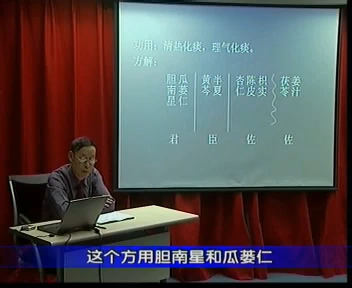 功用：清热化痰，理气化痰。
方解：
胆南星 瓜蒌仁 黄芩 半夏 杏仁 陈皮 枳实 茯苓 姜汁
君 臣 佐 佐
这个方用胆南星和瓜蒌仁